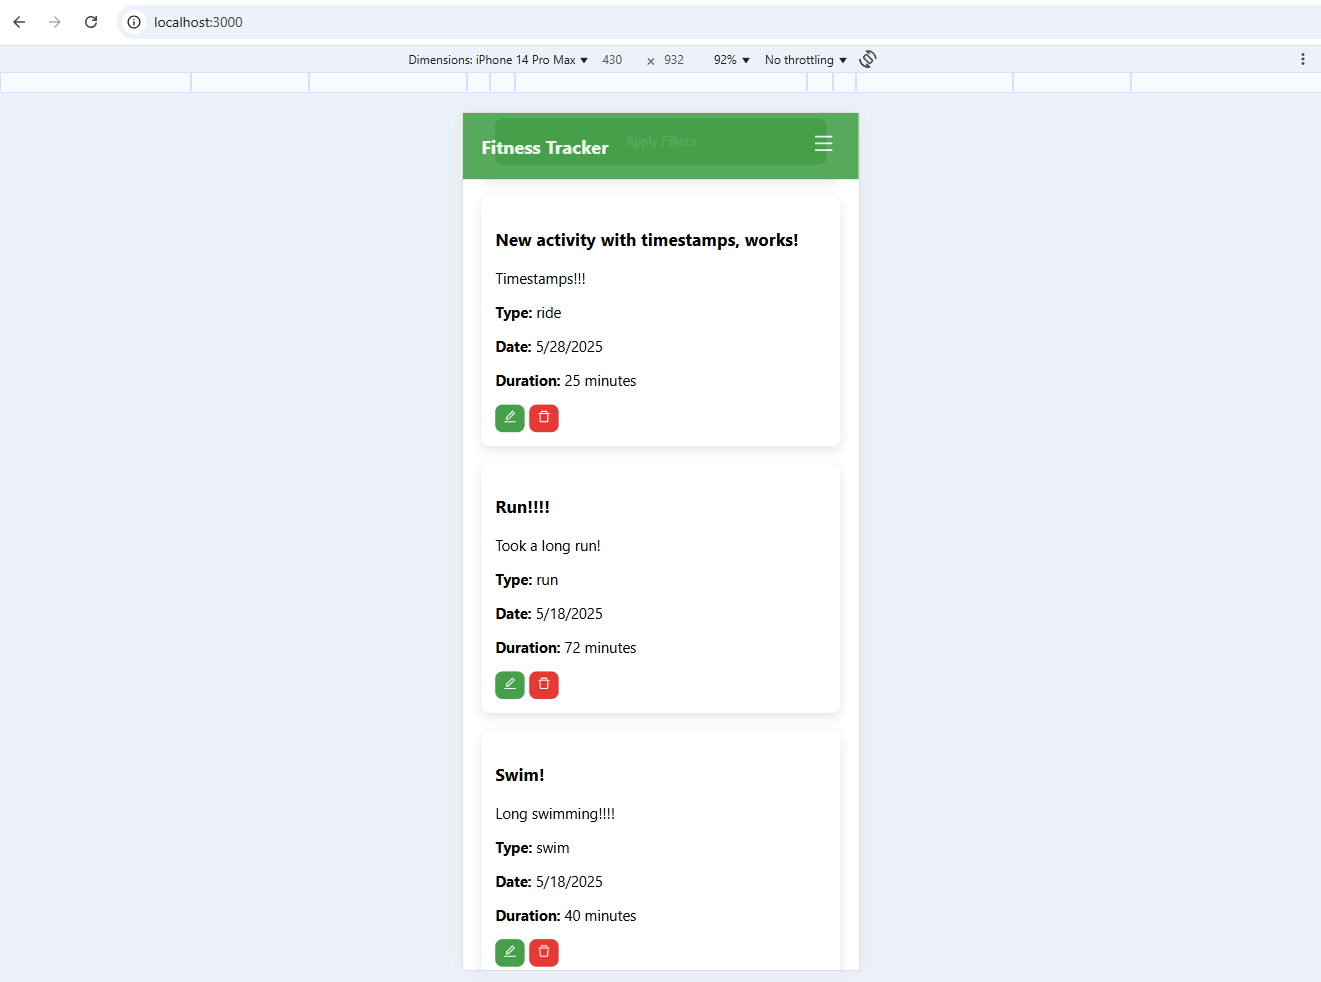 localhost:3000
Dimensions: iPhone 14 Pro Max 430 × 932 92% No throttling
Apply Filters
Fitness Tracker
New activity with timestamps, works!
Timestamps!!!
Type: ride
Date: 5/28/2025
Duration: 25 minutes
Run!!!!
Took a long run!
Type: run
Date: 5/18/2025
Duration: 72 minutes
Swim!
Long swimming!!!!
Type: swim
Date: 5/18/2025
Duration: 40 minutes